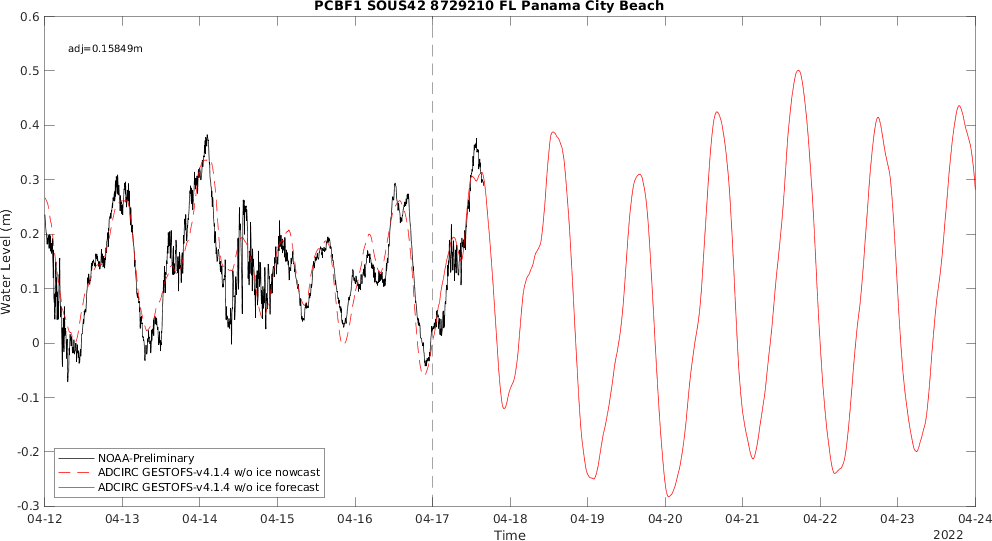 PCBF1 SOUS42 8729210 FL Panama City Beach
adj=0.15849m
0.6
0.5
0.4
0.3
0.2
0.1
0
-0.1
-0.2
-0.3
Water Level (m)
NOAA-Preliminary
ADCIRC GESTOFS-v4.1.4 w/o ice nowcast
ADCIRC GESTOFS-v4.1.4 w/o ice forecast
04-12 04-13 04-14 04-15 04-16 04-17 04-18 04-19 04-20 04-21 04-22 04-23 04-24
Time
2022